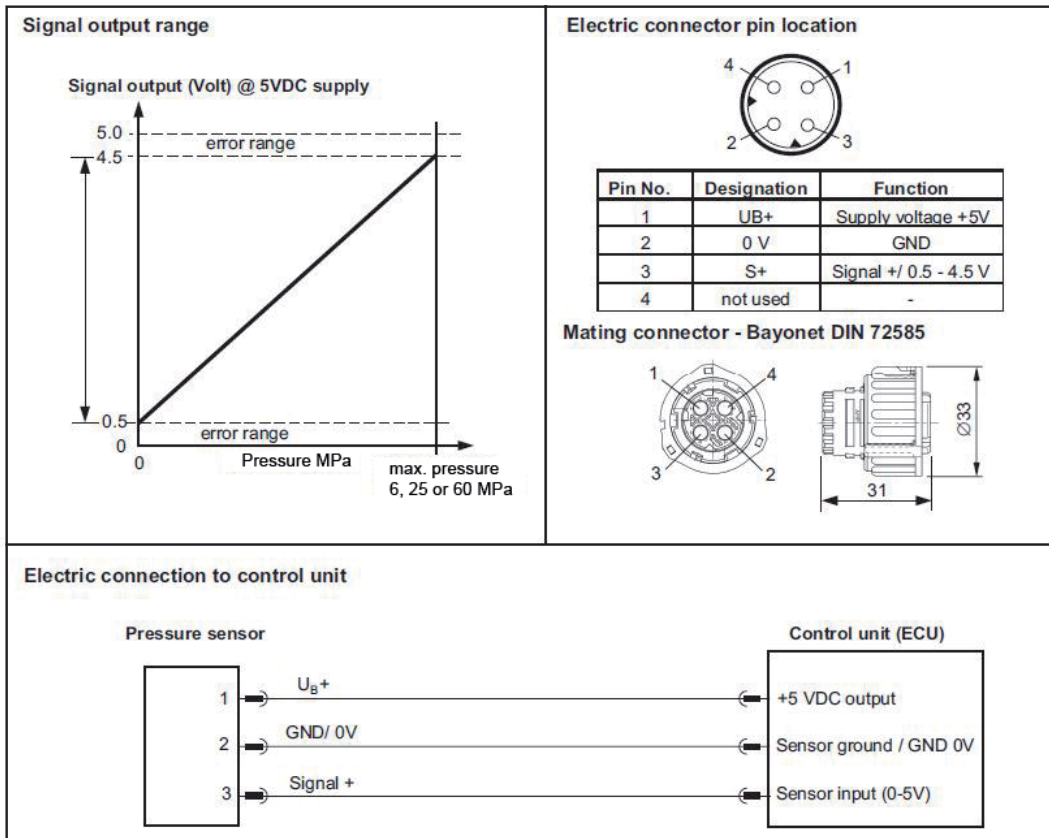 Signal output range
Signal output (Volt) @ 5VDC supply
5.0
error range
4.5
0.5
error range
0
0
Pressure MPa
max. pressure
6, 25 or 60 MPa
Electric connector pin location
4
1
2
3
Pin No. Designation Function
1 UB+ Supply voltage +5V
2 0 V GND
3 S+ Signal +/ 0.5 - 4.5 V
4 not used -
Mating connector - Bayonet DIN 72585
1
4
3
2
31
Ø33
Electric connection to control unit
Pressure sensor
Control unit (ECU)
1 UB+ +5 VDC output
2 GND/ 0V Sensor ground / GND 0V
3 Signal + Sensor input (0-5V)